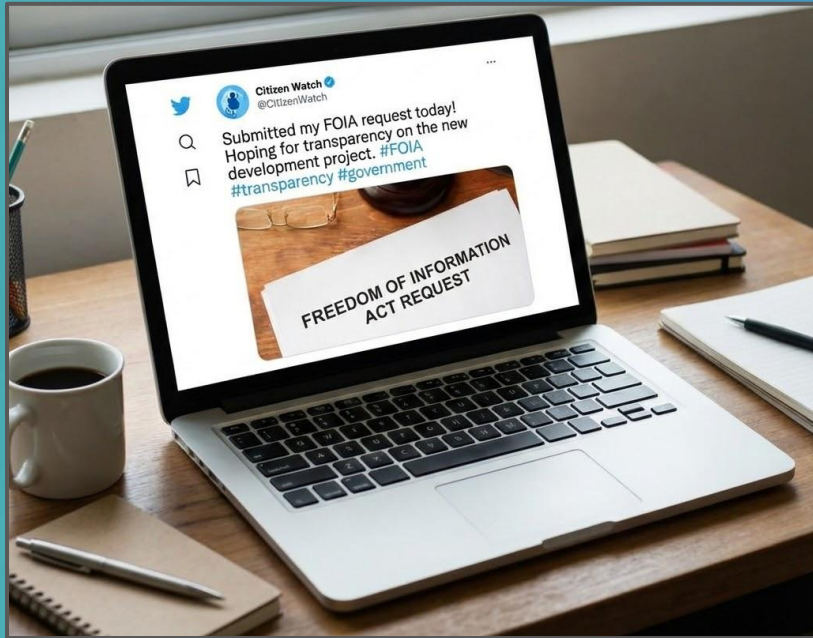 Citizen Watch
@CitizenWatch
Submitted my FOIA request today!
Hoping for transparency on the new
development project. #FOIA
#transparency #government
FREEDOM OF INFORMATION
ACT REQUEST